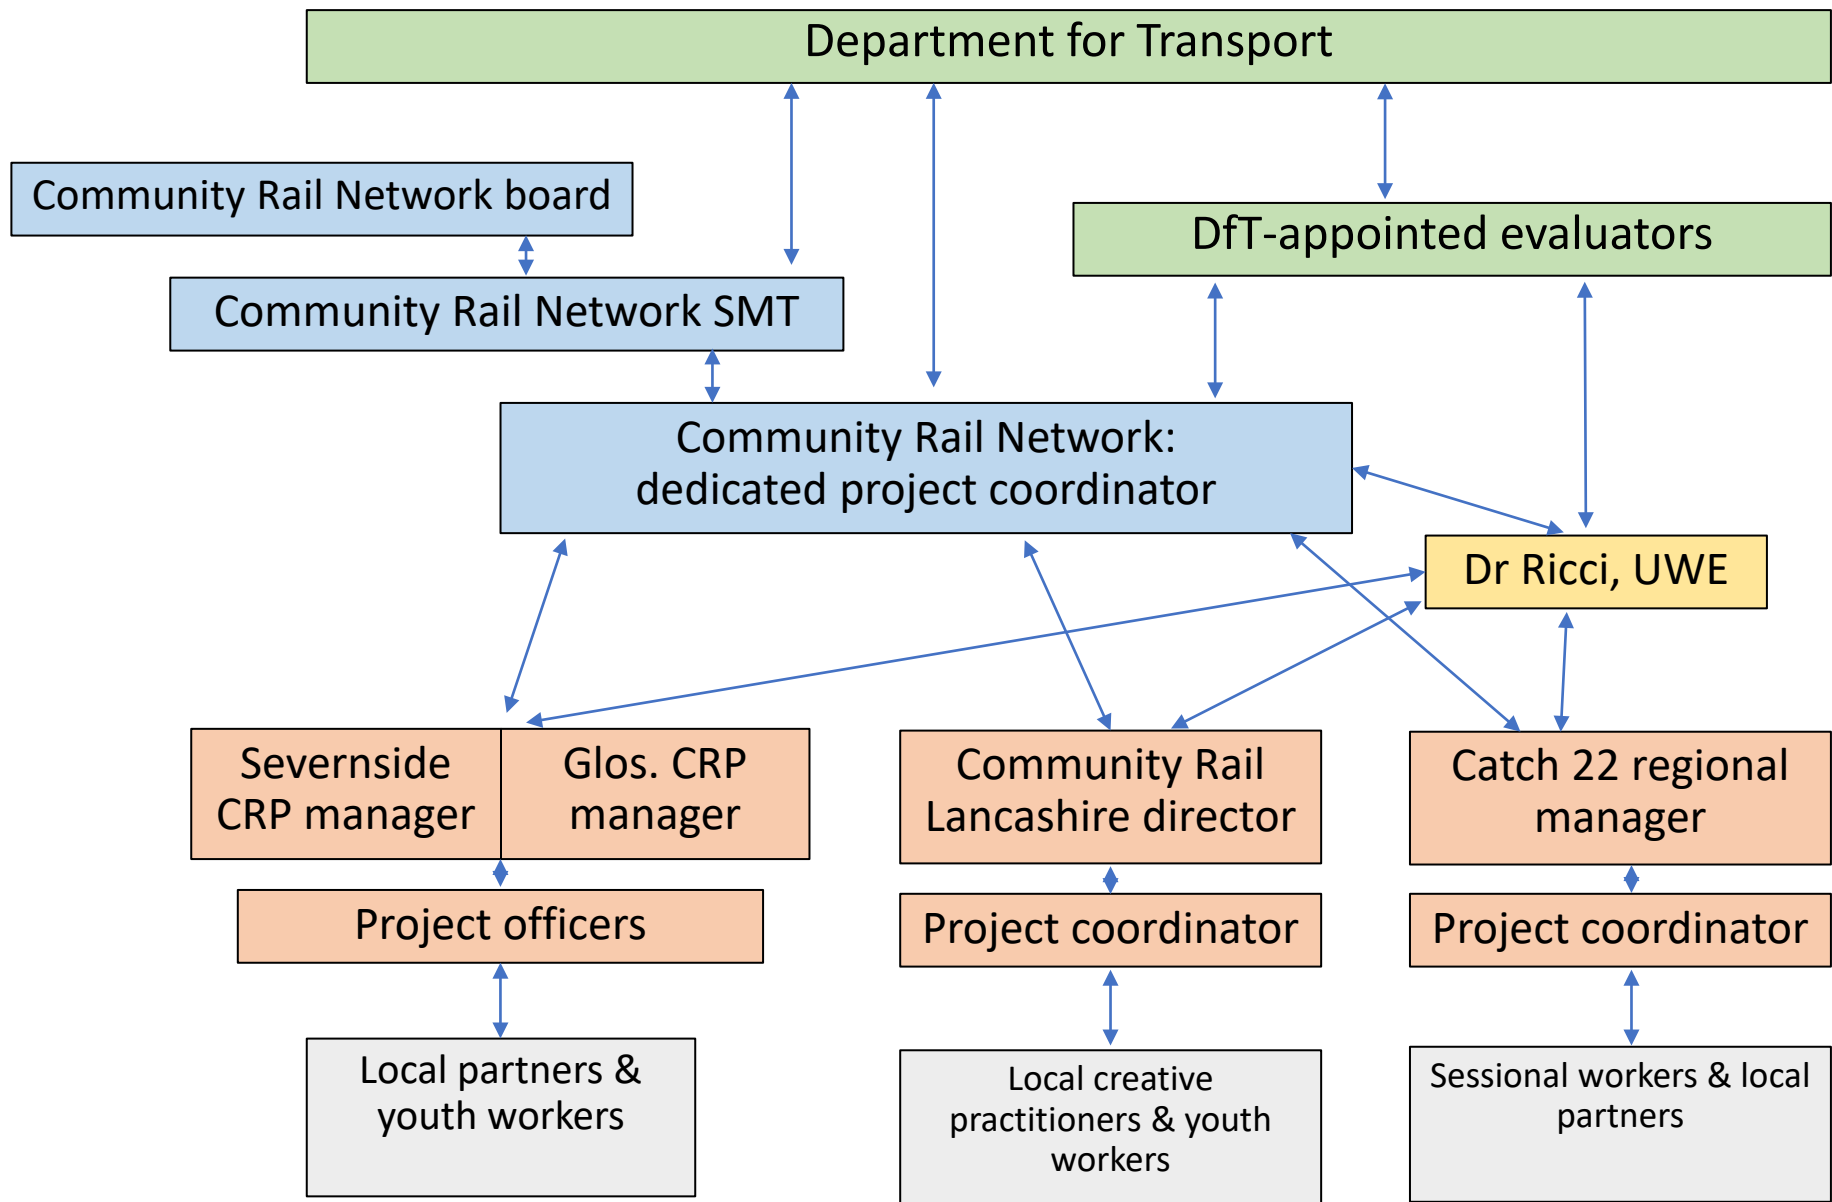 Department for Transport
Community Rail Network board
DfT-appointed evaluators
Community Rail Network SMT
Community Rail Network:
dedicated project coordinator
Dr Ricci, UWE
Severnside
CRP manager
Glos. CRP
manager
Community Rail
Lancashire director
Catch 22 regional
manager
Project officers
Project coordinator
Project coordinator
Local partners &
youth workers
Local creative
practitioners & youth
workers
Sessional workers & local
partners